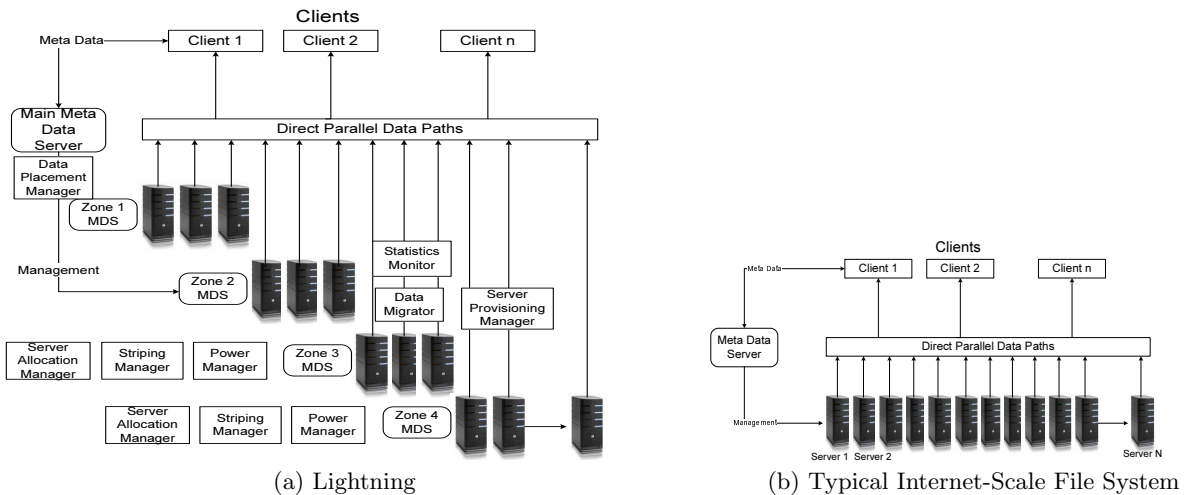 Clients
Meta Data
Client 1
Client 2
Client n
Main Meta
Data
Server
Direct Parallel Data Paths
Data
Placement
Manager
Zone 1
MDS
Statistics
Monitor
Management
Zone 2
MDS
Data
Migrator
Server
Provisioning
Manager
Server
Allocation
Manager
Striping
Manager
Power
Manager
Zone 3
MDS
Server
Allocation
Manager
Striping
Manager
Power
Manager
Zone 4
MDS
(a) Lightning
Clients
Meta Data
Client 1
Client 2
Client n
Meta Data
Server
Direct Parallel Data Paths
Management
Server 1
Server 2
Server N
(b) Typical Internet-Scale File System